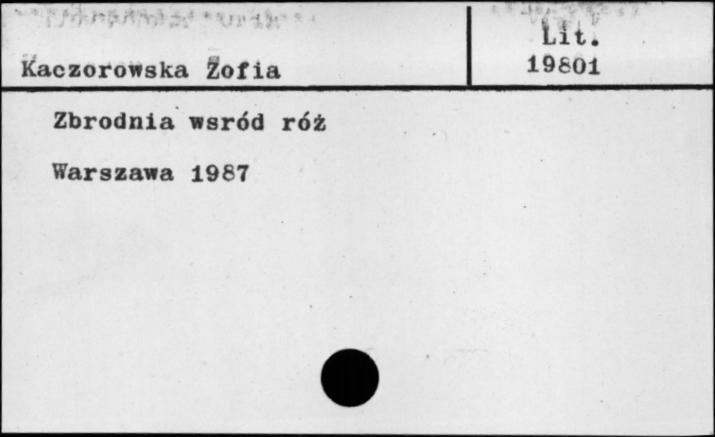 Kaczorowska Zofia
Lit.
19801
Zbrodnia wsród róż
Warszawa 1987